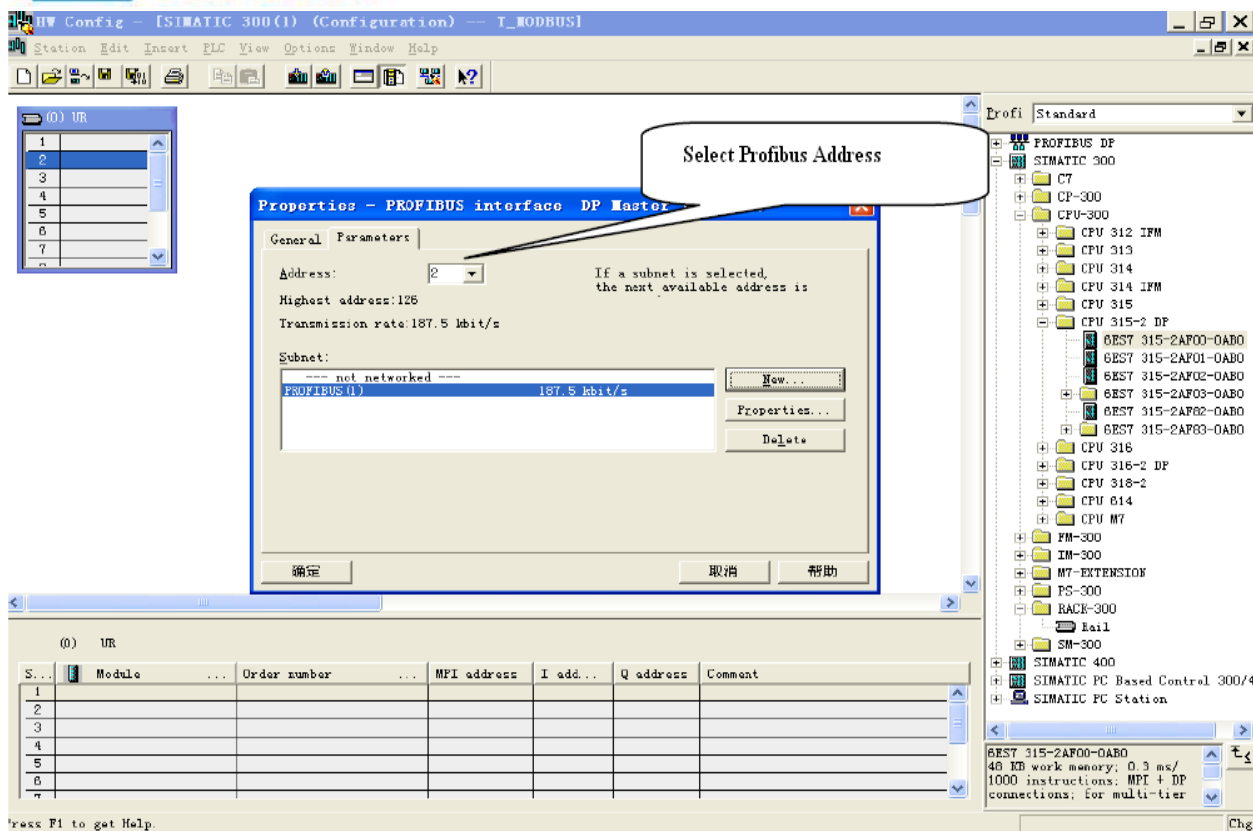 HW Config - [SIMATIC 300(1) (Configuration) -- T_MODBUS]
Station Edit Insert PLC View Options Window Help
(0) UR
1
2
3
4
5
6
7
Select Profibus Address
Properties - PROFIBUS interface DP Master
General Parameters
Address: 2
Highest address:126
Transmission rate:187.5 kbit/s
If a subnet is selected,
the next available address is
Subnet:
--- not networked ---
PROFIBUS(1) 187.5 kbit/s
New...
Properties...
Delete
确定 取消 帮助
Profi Standard
PROFIBUS DP
SIMATIC 300
C7
CP-300
CPU-300
CPU 312 IFM
CPU 313
CPU 314
CPU 314 IFM
CPU 315
CPU 315-2 DP
6ES7 315-2AF00-0AB0
6ES7 315-2AF01-0AB0
6ES7 315-2AF02-0AB0
6ES7 315-2AF03-0AB0
6ES7 315-2AF82-0AB0
6ES7 315-2AF83-0AB0
CPU 316
CPU 316-2 DP
CPU 318-2
CPU 614
CPU M7
FM-300
IM-300
M7-EXTENSION
PS-300
RACK-300
Rail
SM-300
SIMATIC 400
SIMATIC PC Based Control 300/4
SIMATIC PC Station
6ES7 315-2AF00-0AB0
48 KB work memory; 0.3 ms/
1000 instructions; MPI + DP
connections; for multi-tier
(0) UR
S... Module ... Order number ... MPI address I add... Q address Comment
1
2
3
4
5
6
7
Press F1 to get Help. Chg